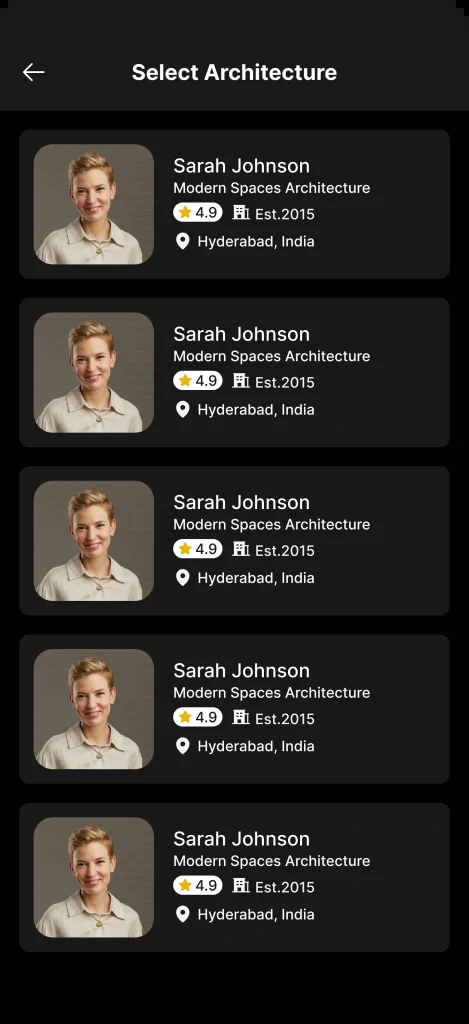 Select Architecture
Sarah Johnson
Modern Spaces Architecture
4.9 Est.2015
Hyderabad, India
Sarah Johnson
Modern Spaces Architecture
4.9 Est.2015
Hyderabad, India
Sarah Johnson
Modern Spaces Architecture
4.9 Est.2015
Hyderabad, India
Sarah Johnson
Modern Spaces Architecture
4.9 Est.2015
Hyderabad, India
Sarah Johnson
Modern Spaces Architecture
4.9 Est.2015
Hyderabad, India